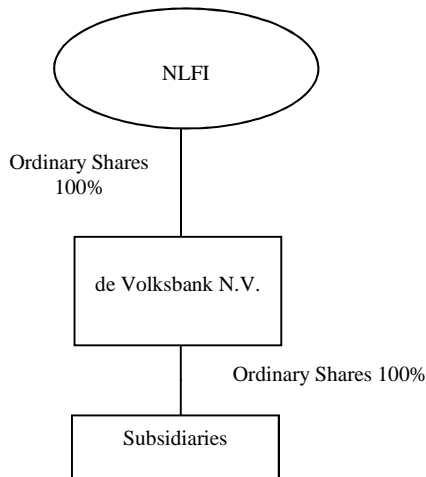 NLFI
Ordinary Shares
100%
de Volksbank N.V.
Ordinary Shares 100%
Subsidiaries